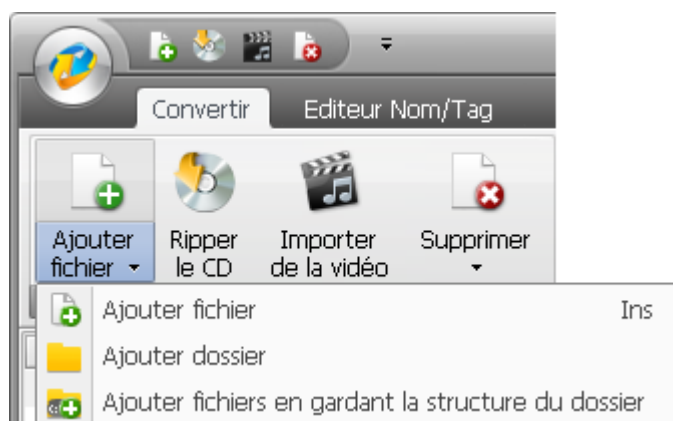 Convertir Editeur Nom/Tag
Ajouter fichier Ripper le CD Importer de la vidéo Supprimer
Ajouter fichier Ins
Ajouter dossier
Ajouter fichiers en gardant la structure du dossier